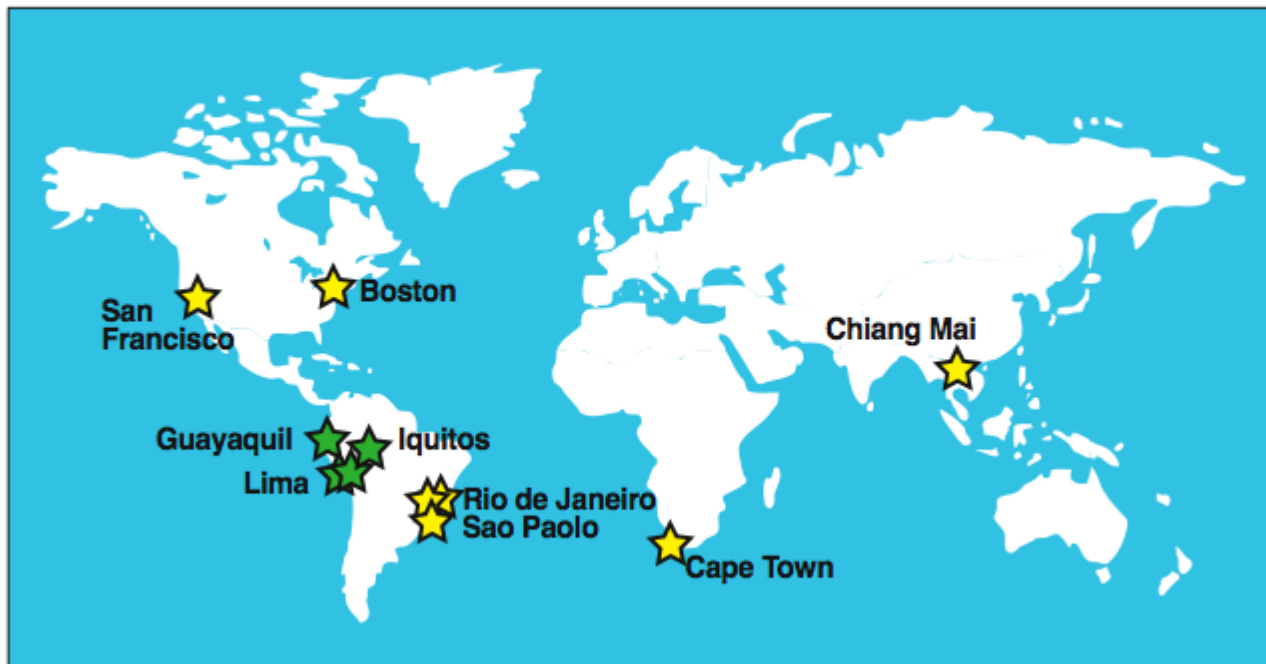 Boston
San
Francisco
Chiang Mai
Guayaquil
Iquitos
Lima
Rio de Janeiro
Sao Paolo
Cape Town